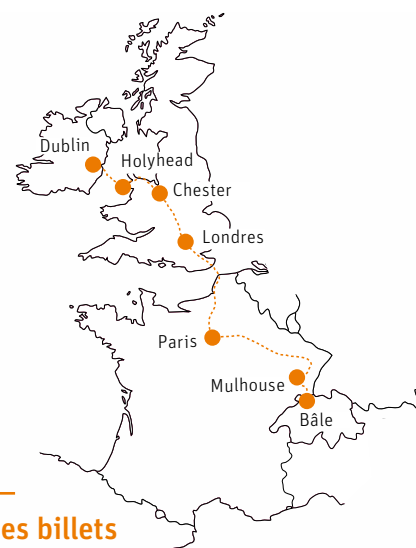 Dublin
Holyhead
Chester
Londres
Paris
Mulhouse
Bâle
es billets